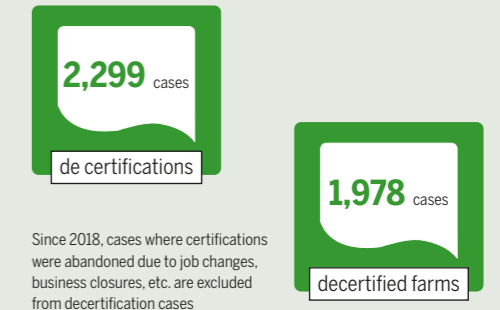 2,299 cases
de certifications
1,978 cases
decertified farms
Since 2018, cases where certifications
were abandoned due to job changes,
business closures, etc. are excluded
from decertification cases